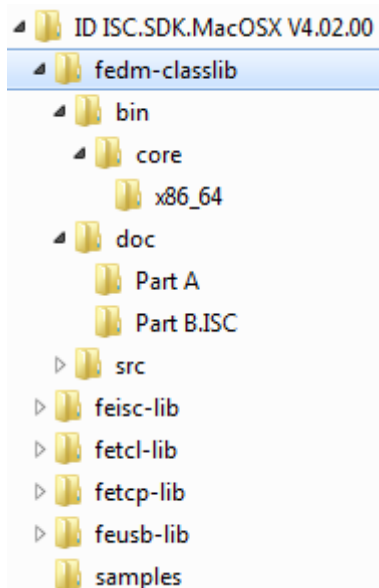 ID ISC.SDK.MacOSX V4.02.00
fedm-classlib
bin
core
x86_64
doc
Part A
Part B.ISC
src
feisc-lib
fetcl-lib
fetcp-lib
feusb-lib
samples